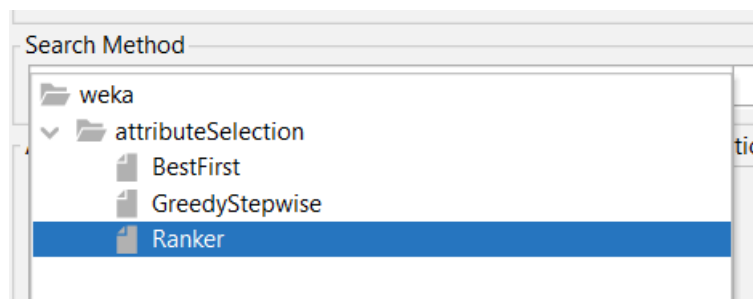 Search Method
weka
attributeSelection
BestFirst
GreedyStepwise
Ranker